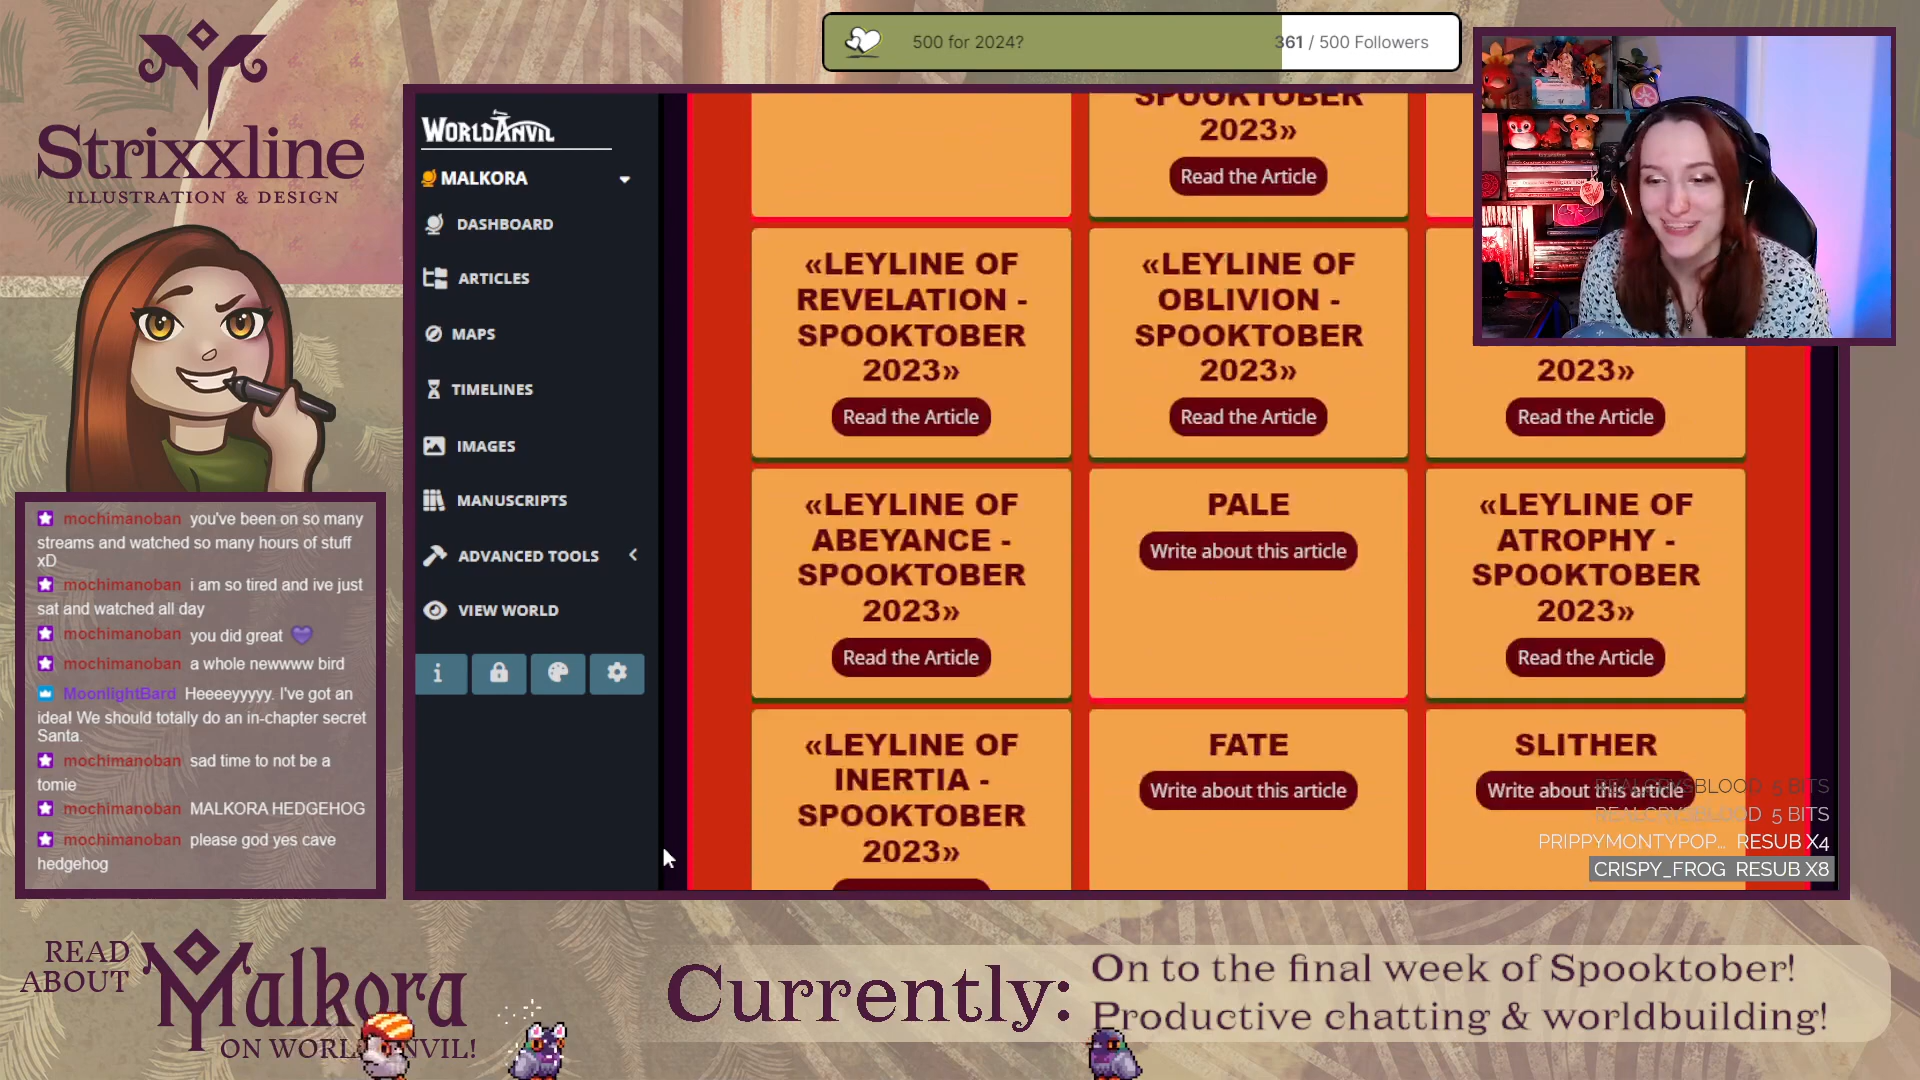 Strixxline
ILLUSTRATION & DESIGN
500 for 2024?
361 / 500 Followers
WORLDANVIL
MALKORA
DASHBOARD
ARTICLES
MAPS
TIMELINES
IMAGES
MANUSCRIPTS
ADVANCED TOOLS
VIEW WORLD
SPOOKTOBER
2023»
Read the Article
«LEYLINE OF
REVELATION -
SPOOKTOBER
2023»
Read the Article
«LEYLINE OF
OBLIVION -
SPOOKTOBER
2023»
Read the Article
2023»
Read the Article
«LEYLINE OF
ABEYANCE -
SPOOKTOBER
2023»
Read the Article
PALE
Write about this article
«LEYLINE OF
ATROPHY -
SPOOKTOBER
2023»
Read the Article
«LEYLINE OF
INERTIA -
SPOOKTOBER
2023»
FATE
Write about this article
SLITHER
Write about this article
REALCRYSBLOOD 5 BITS
REALCRYSBLOOD 5 BITS
PRIPPYMONTYPOP... RESUB X4
CRISPY_FROG RESUB X8
mochimanoban you've been on so many
streams and watched so many hours of stuff
xD
mochimanoban i am so tired and ive just
sat and watched all day
mochimanoban you did great
mochimanoban a whole newwww bird
MoonlightBard Heeeeyyyyy. I've got an
idea! We should totally do an in-chapter secret
Santa.
mochimanoban sad time to not be a
tomie
mochimanoban MALKORA HEDGEHOG
mochimanoban please god yes cave
hedgehog
READ
ABOUT
Malkora
ON WORLD ANVIL!
Currently:
On to the final week of Spooktober!
Productive chatting & worldbuilding!